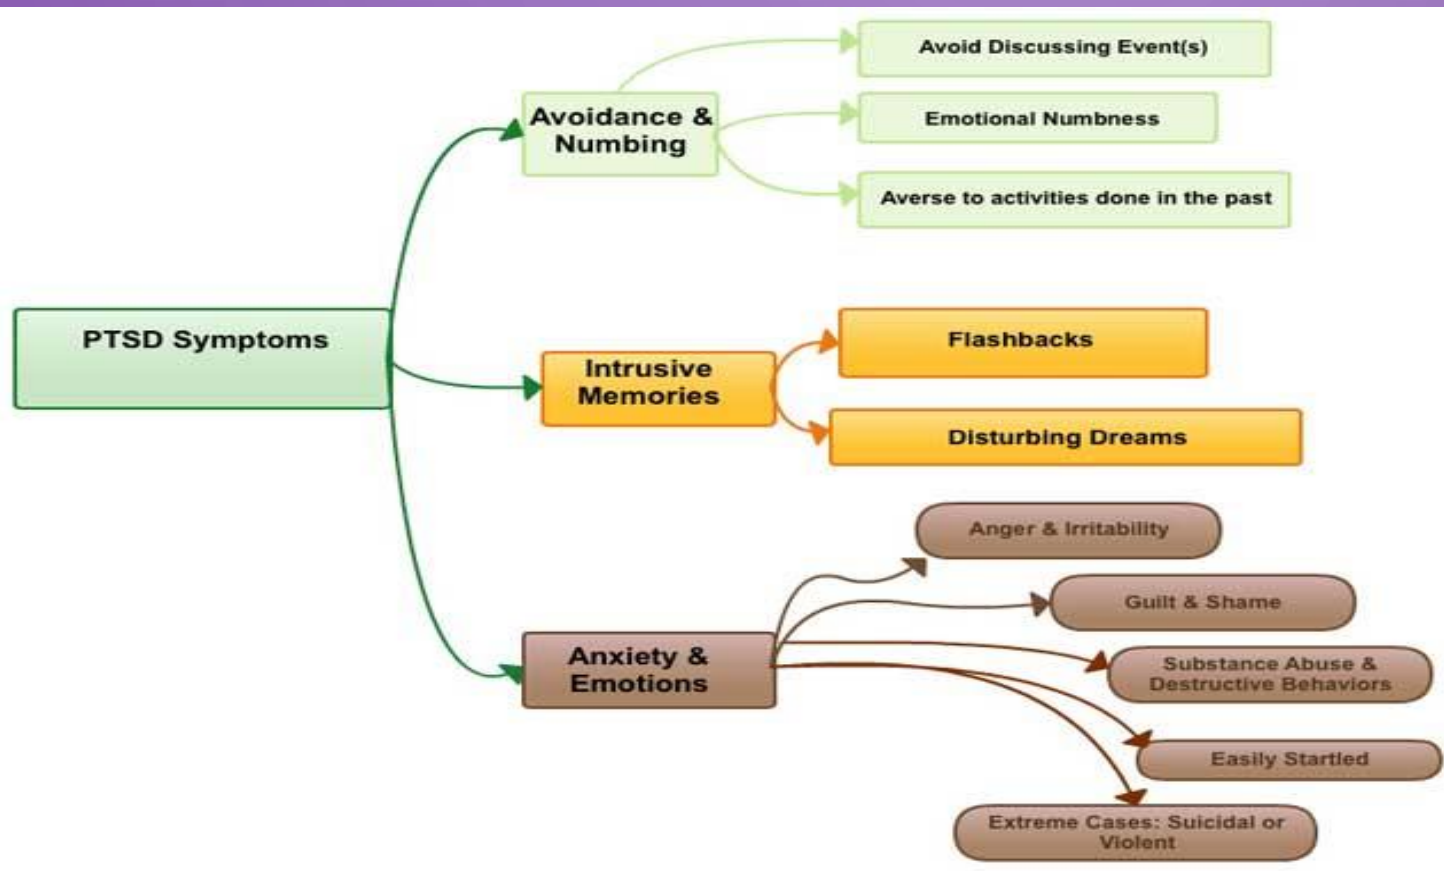 PTSD Symptoms
Avoidance &
Numbing
Avoid Discussing Event(s)
Emotional Numbness
Averse to activities done in the past
Intrusive
Memories
Flashbacks
Disturbing Dreams
Anxiety &
Emotions
Anger & Irritability
Guilt & Shame
Substance Abuse &
Destructive Behaviors
Easily Startled
Extreme Cases: Suicidal or
Violent